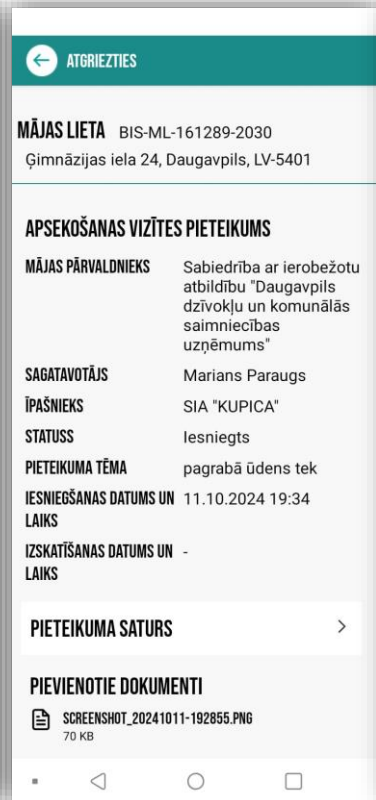 ATGRIEZTIES
MĀJAS LIETA BIS-ML-161289-2030
Ģimnāzijas iela 24, Daugavpils, LV-5401
APSEKOŠANAS VIZĪTES PIETEIKUMS
MĀJAS PĀRVALDNIEKS Sabiedrība ar ierobežotu
atbildību "Daugavpils
dzīvokļu un komunālās
saimniecības
uzņēmums"
SAGATAVOTĀJS Marians Paraugs
ĪPAŠNIEKS SIA "KUPICA"
STATUSS Iesniegts
PIETEIKUMA TĒMA pagrabā ūdens tek
IESNIEGŠANAS DATUMS UN 11.10.2024 19:34
LAIKS
IZSKATĪŠANAS DATUMS UN -
LAIKS
PIETEIKUMA SATURS
PIEVIENOTIE DOKUMENTI
SCREENSHOT_20241011-192855.PNG
70 KB